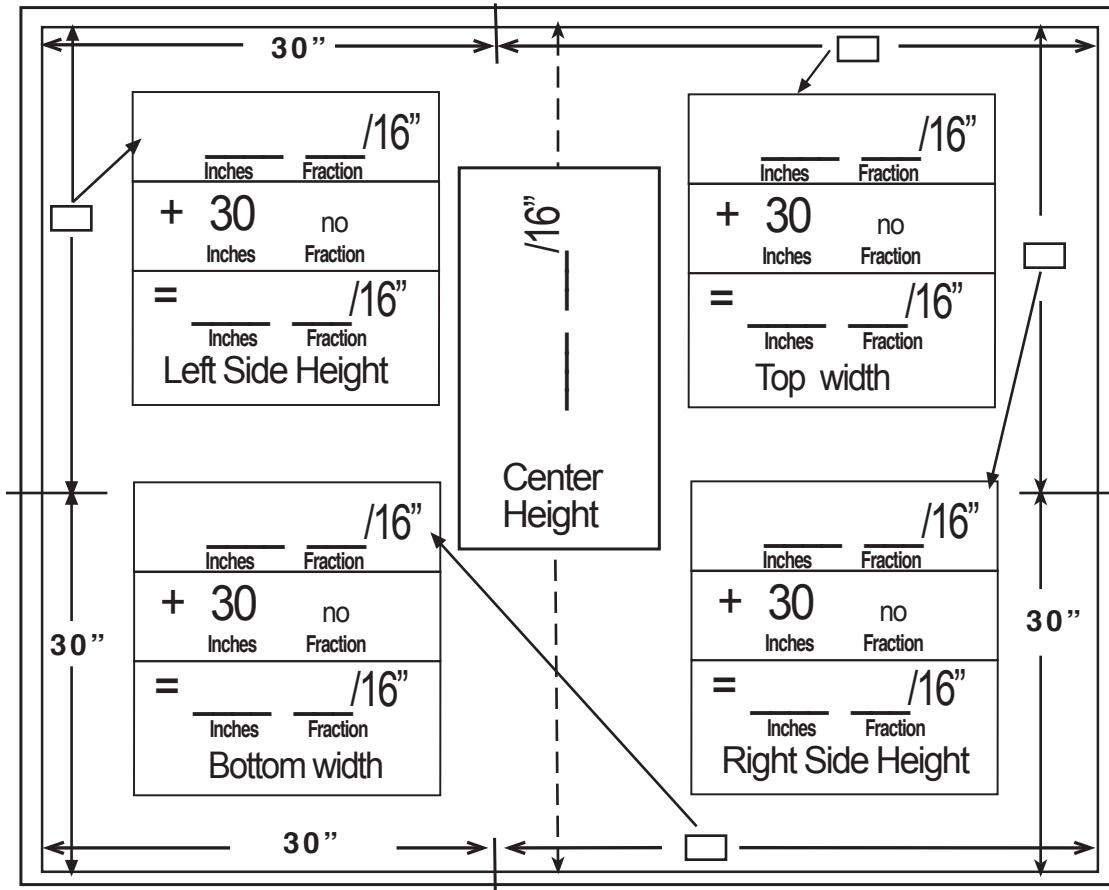 30”
/16”
Inches Fraction
+ 30 no
Inches Fraction
= /16”
Inches Fraction
Left Side Height
/16”
Inches Fraction
+ 30 no
Inches Fraction
= /16”
Inches Fraction
Top width
/16”
Center
Height
/16”
Inches Fraction
+ 30 no
Inches Fraction
= /16”
Inches Fraction
Bottom width
/16”
Inches Fraction
+ 30 no
Inches Fraction
= /16”
Inches Fraction
Right Side Height
30”
30”
30”